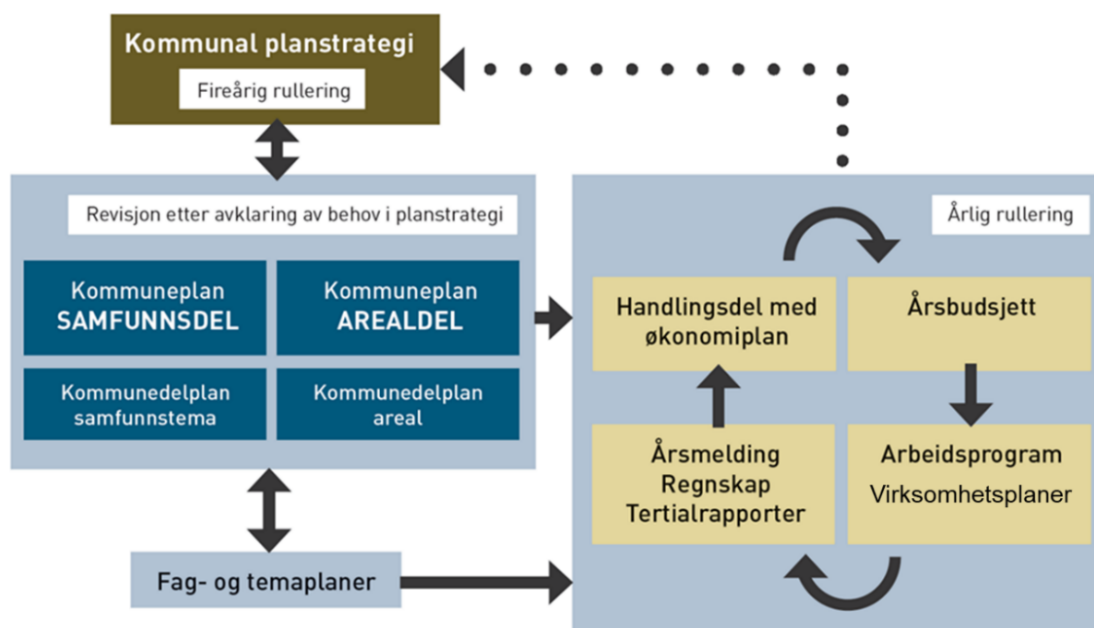 Kommunal planstrategi
Fireårig rullering
Revisjon etter avklaring av behov i planstrategi
Kommuneplan
SAMFUNNSDEL
Kommuneplan
AREALDEL
Kommunedelplan
samfunnstema
Kommunedelplan
areal
Fag- og temaplaner
Årlig rullering
Handlingsdel med
økonomiplan
Årsbudsjett
Årsmelding
Regnskap
Tertialrapporter
Arbeidsprogram
Virksomhetsplaner